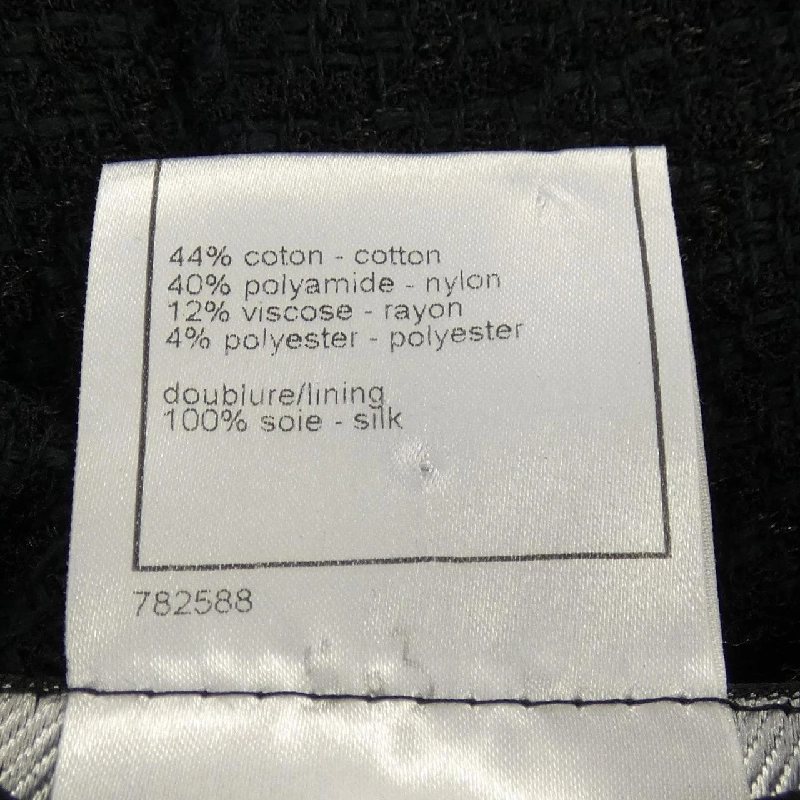 44% coton - cotton
40% polyamide - nylon
12% viscose - rayon
4% polyester - polyester
doublure/lining
100% soie - silk
782588